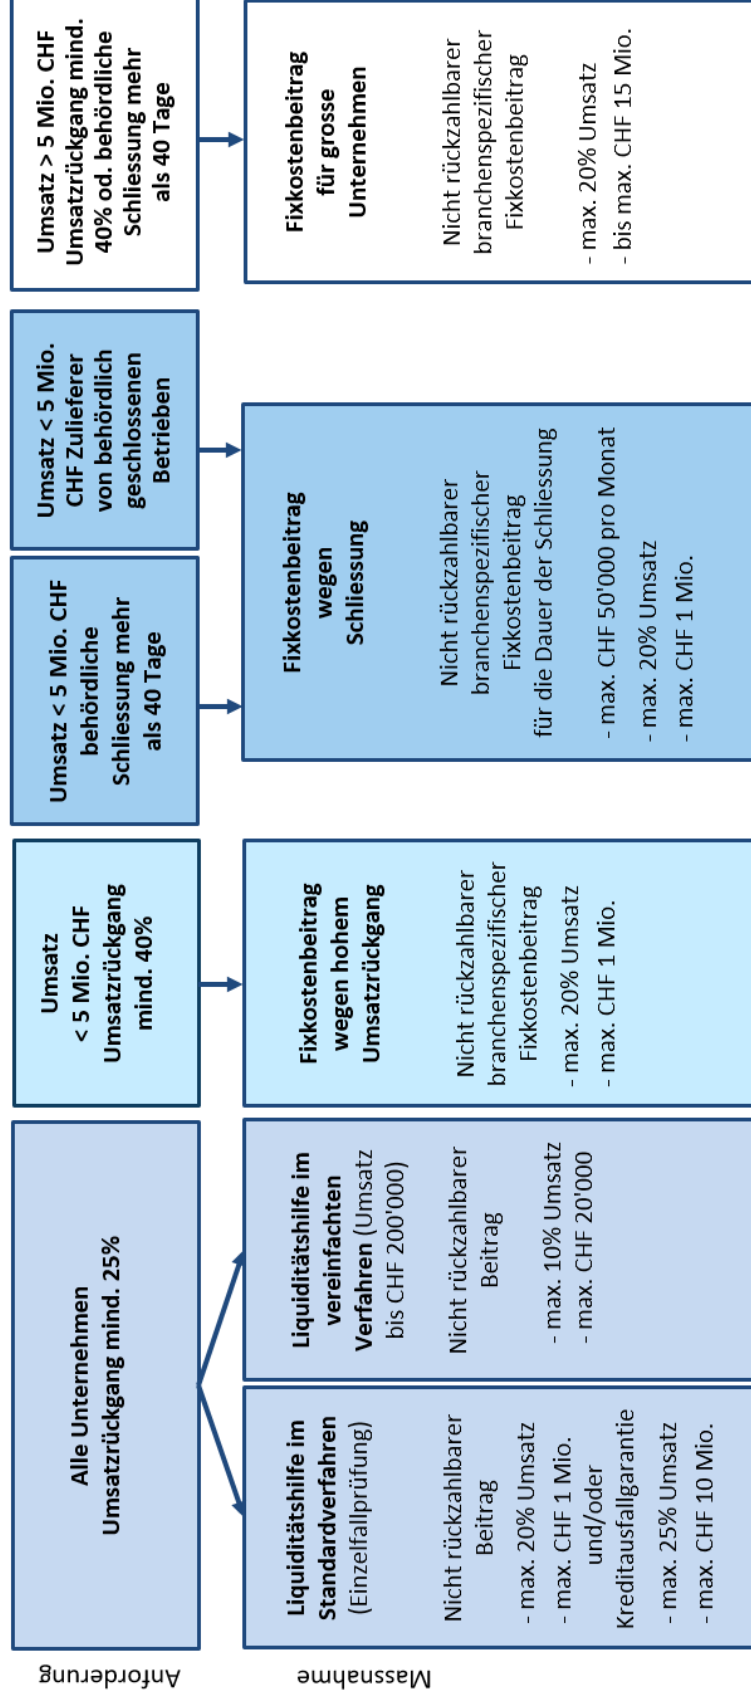 Anforderung
Alle Unternehmen
Umsatzrückgang mind. 25%
Umsatz
< 5 Mio. CHF
Umsatzrückgang
mind. 40%
Umsatz < 5 Mio. CHF
behördliche
Schliessung mehr
als 40 Tage
Umsatz < 5 Mio.
CHF Zulieferer
von behördlich
geschlossenen
Betrieben
Umsatz > 5 Mio. CHF
Umsatzrückgang mind.
40% od. behördliche
Schliessung mehr
als 40 Tage
Massnahme
Liquiditätshilfe im
Standardverfahren
(Einzelfallprüfung)
Nicht rückzahlbarer
Beitrag
- max. 20% Umsatz
- max. CHF 1 Mio.
und/oder
Kreditausfallgarantie
- max. 25% Umsatz
- max. CHF 10 Mio.
Liquiditätshilfe im
vereinfachten
Verfahren (Umsatz
bis CHF 200'000)
Nicht rückzahlbarer
Beitrag
- max. 10% Umsatz
- max. CHF 20'000
Fixkostenbeitrag
wegen hohem
Umsatzrückgang
Nicht rückzahlbarer
branchenspezifischer
Fixkostenbeitrag
- max. 20% Umsatz
- max. CHF 1 Mio.
Fixkostenbeitrag
wegen
Schliessung
Nicht rückzahlbarer
branchenspezifischer
Fixkostenbeitrag
für die Dauer der Schliessung
- max. CHF 50'000 pro Monat
- max. 20% Umsatz
- max. CHF 1 Mio.
Fixkostenbeitrag
für grosse
Unternehmen
Nicht rückzahlbarer
branchenspezifischer
Fixkostenbeitrag
- max. 20% Umsatz
- bis max. CHF 15 Mio.